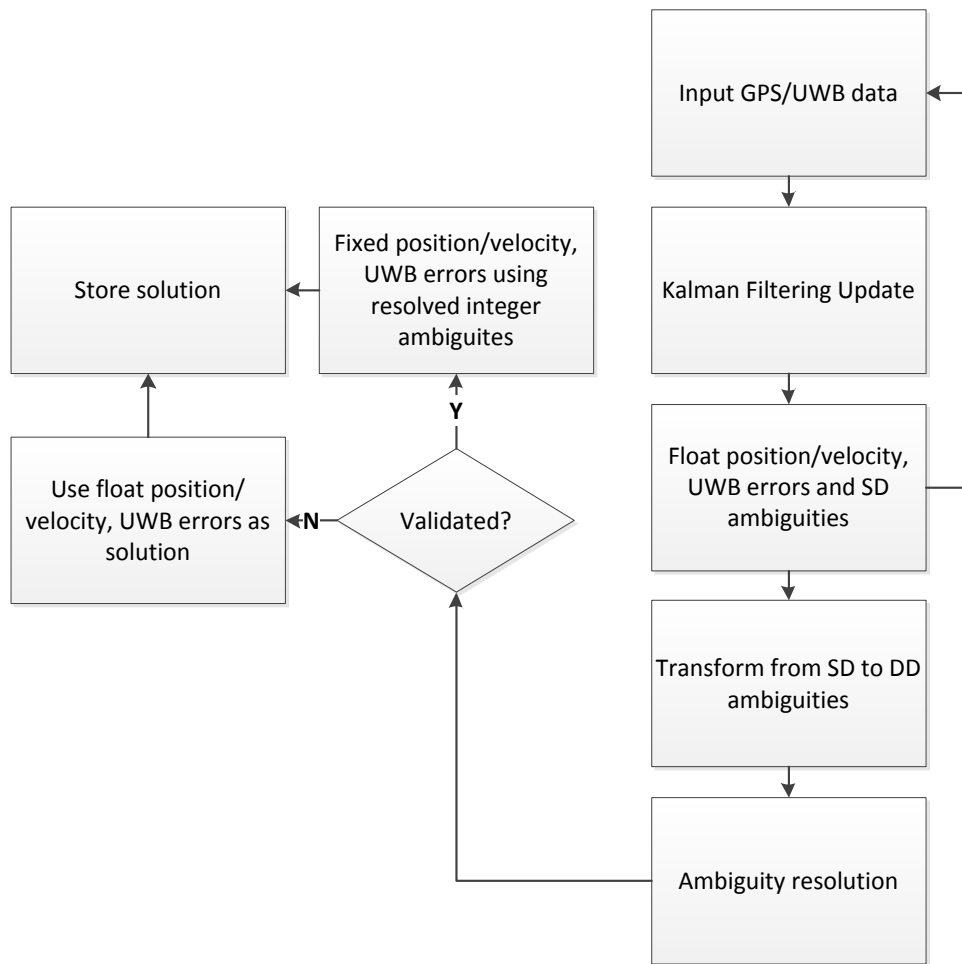 Input GPS/UWB data
Kalman Filtering Update
Float position/velocity,
UWB errors and SD
ambiguities
Transform from SD to DD
ambiguities
Ambiguity resolution
Validated?
Y
N
Fixed position/velocity,
UWB errors using
resolved integer
ambiguites
Use float position/
velocity, UWB errors as
solution
Store solution